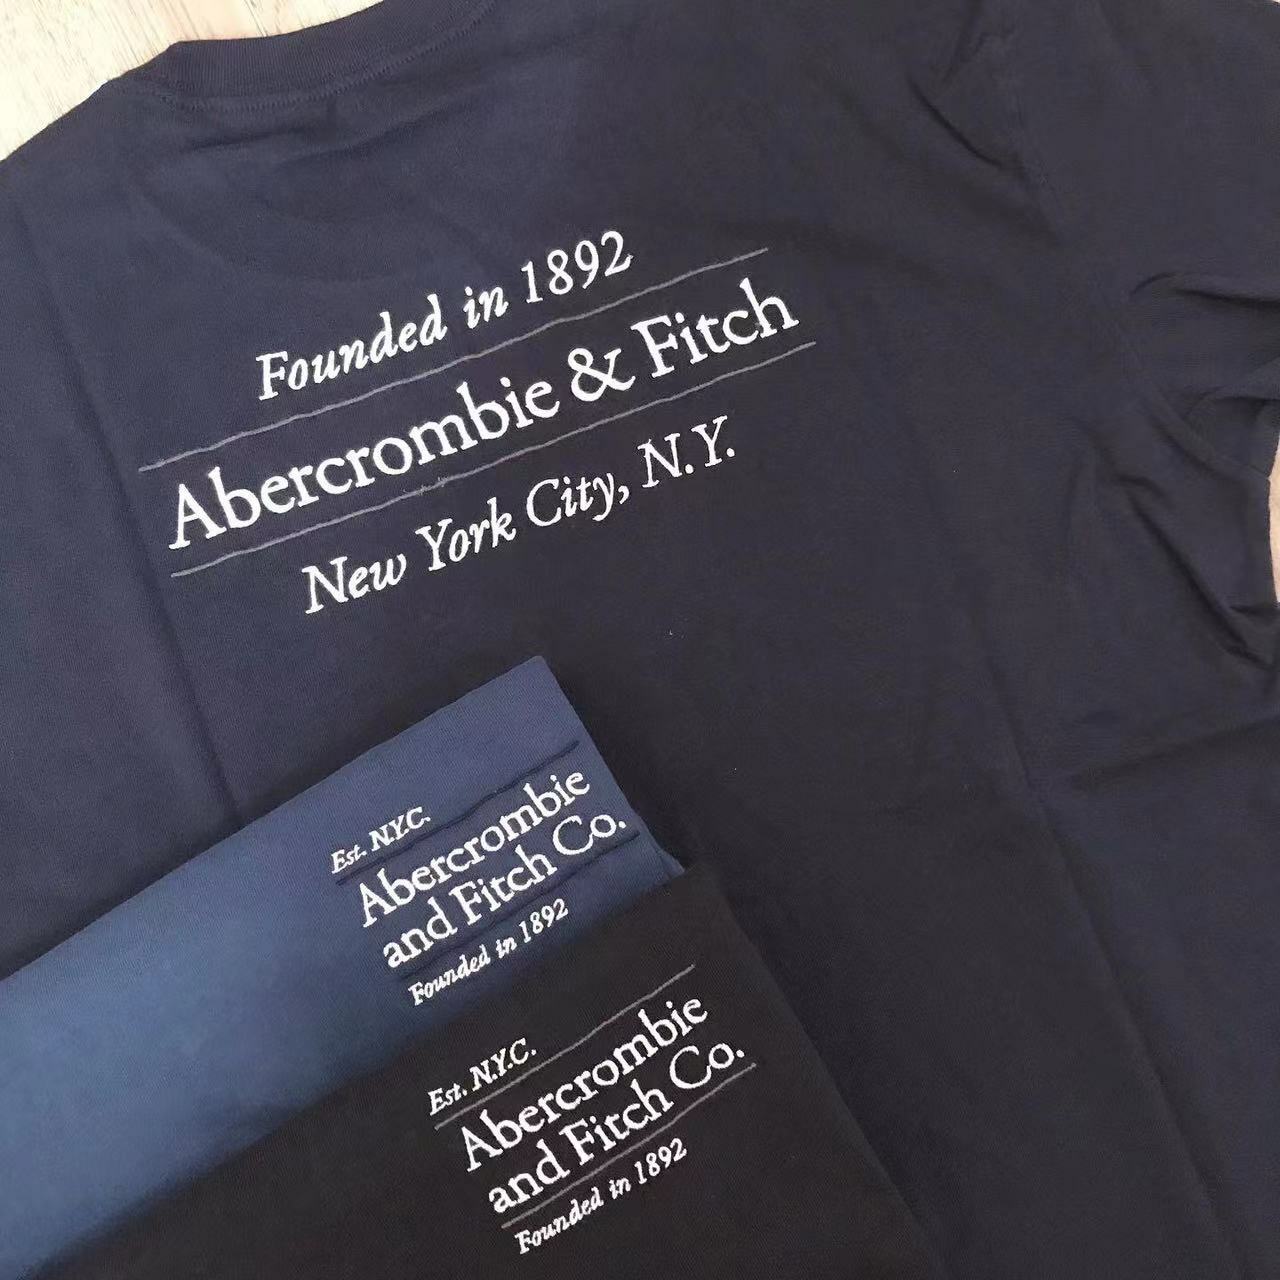 Founded in 1892
Abercrombie & Fitch
New York City, N.Y.
Est. N.Y.C.
Abercrombie
and Fitch Co.
Founded in 1892
Est. N.Y.C.
Abercrombie
and Fitch Co.
Founded in 1892